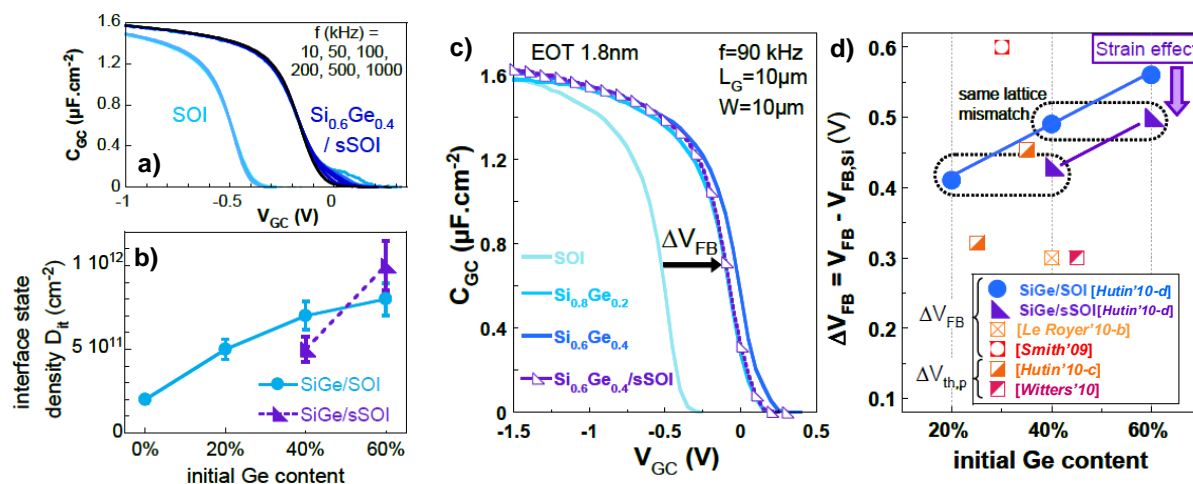 a)
1.6
1.2
0.8
0.4
0
C_GC (µF.cm⁻²)
f (kHz) =
10, 50, 100,
200, 500, 1000
SOI
Si₀.₆Ge₀.₄
/ sSOI
-1
-0.5
0
V_GC (V)
b)
1 10¹²
5 10¹¹
0
interface state
density D_it (cm⁻²)
SiGe/SOI
SiGe/sSOI
0%
20%
40%
60%
initial Ge content
c)
EOT 1.8nm
f=90 kHz
L_G=10µm
W=10µm
1.6
1.2
0.8
0.4
0
C_GC (µF.cm⁻²)
ΔV_FB
SOI
Si₀.₈Ge₀.₂
Si₀.₆Ge₀.₄
Si₀.₆Ge₀.₄/sSOI
-1.5
-1.0
-0.5
0
0.5
V_GC (V)
d)
0.6
0.5
0.4
0.3
0.2
0.1
ΔV_FB = V_FB - V_FB,Si (V)
Strain effect
same lattice
mismatch
ΔV_FB
SiGe/SOI [Hutin'10-d]
SiGe/sSOI[Hutin'10-d]
[Le Royer'10-b]
[Smith'09]
ΔV_th,p
[Hutin'10-c]
[Witters'10]
20%
40%
60%
initial Ge content